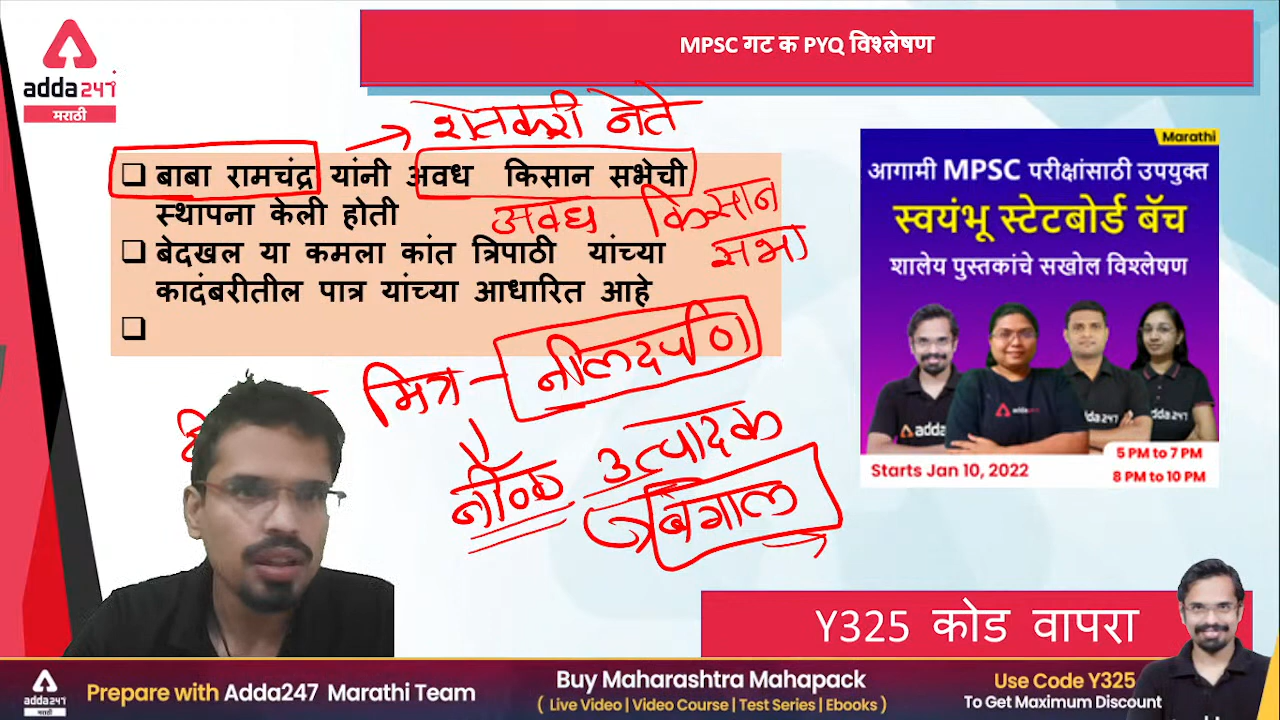 adda247
मराठी
MPSC गट क PYQ विश्लेषण
शेतकरी नेते
बाबा रामचंद्र यांनी अवध किसान सभेची
स्थापना केली होती
अवध किसान
सभा
बेदखल या कमला कांत त्रिपाठी यांच्या
कादंबरीतील पात्र यांच्या आधारित आहे
मित्र - नीलदर्पण
नीळ उत्पादक
बंगाल
Marathi
आगामी MPSC परीक्षांसाठी उपयुक्त
स्वयंभू स्टेटबोर्ड बॅच
शालेय पुस्तकांचे सखोल विश्लेषण
adda247
Starts Jan 10, 2022
5 PM to 7 PM
8 PM to 10 PM
Y325 कोड वापरा
adda247
मराठी
Prepare with Adda247 Marathi Team
Buy Maharashtra Mahapack
( Live Video | Video Course | Test Series | Ebooks )
Use Code Y325
To Get Maximum Discount